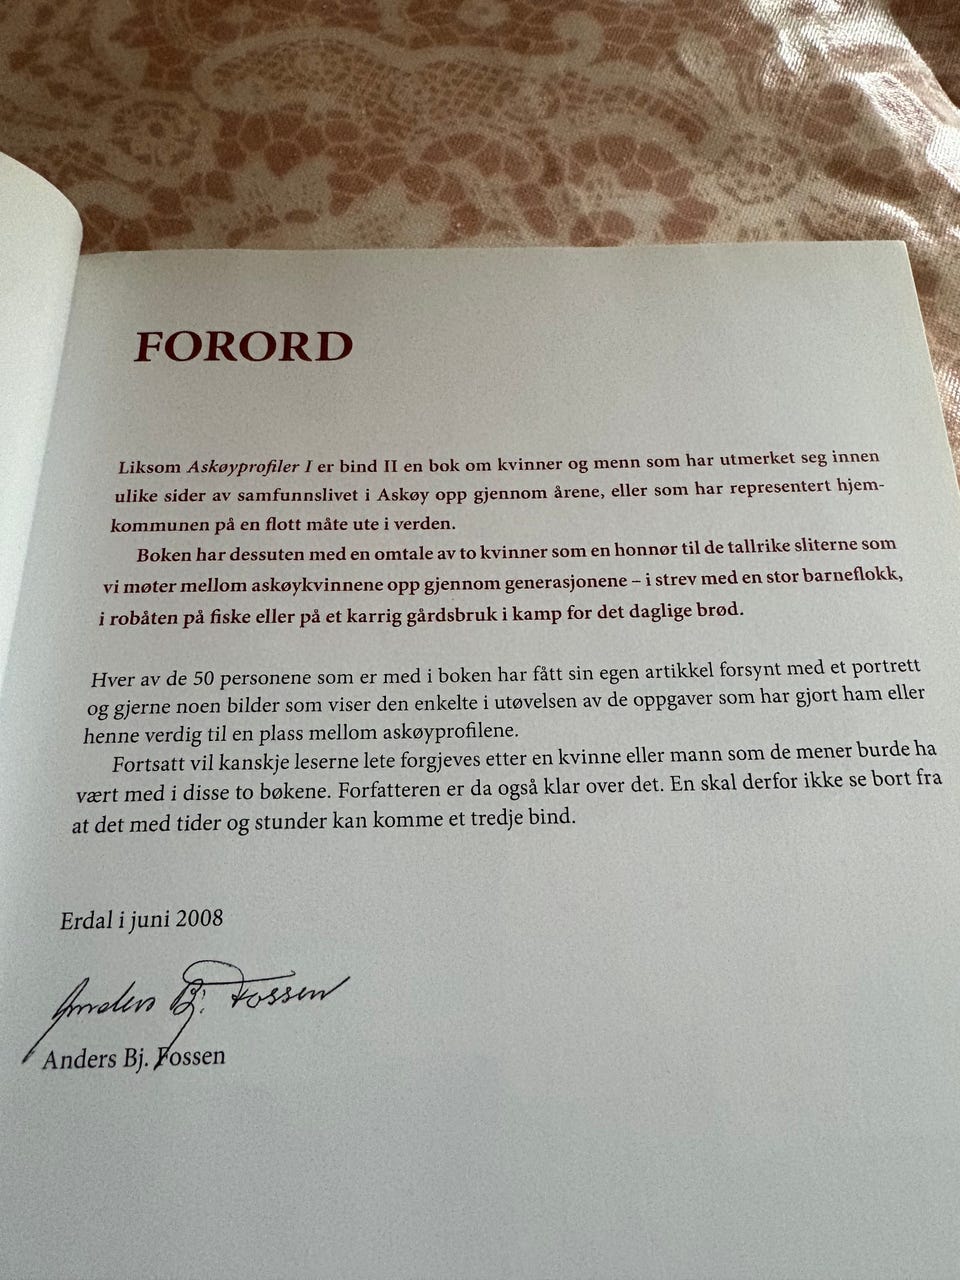 FORORD
Liksom Askøyprofiler I er bind II en bok om kvinner og menn som har utmerket seg innen
ulike sider av samfunnslivet i Askøy opp gjennom årene, eller som har representert hjem-
kommunen på en flott måte ute i verden.
Boken har dessuten med en omtale av to kvinner som en honnør til de tallrike sliterne som
vi møter mellom askøykvinnene opp gjennom generasjonene – i strev med en stor barneflokk,
i robåten på fiske eller på et karrig gårdsbruk i kamp for det daglige brød.
Hver av de 50 personene som er med i boken har fått sin egen artikkel forsynt med et portrett
og gjerne noen bilder som viser den enkelte i utøvelsen av de oppgaver som har gjort ham eller
henne verdig til en plass mellom askøyprofilene.
Fortsatt vil kanskje leserne lete forgjeves etter en kvinne eller mann som de mener burde ha
vært med i disse to bøkene. Forfatteren er da også klar over det. En skal derfor ikke se bort fra
at det med tider og stunder kan komme et tredje bind.
Erdal i juni 2008
Anders Bj. Fossen
Anders Bj. Fossen